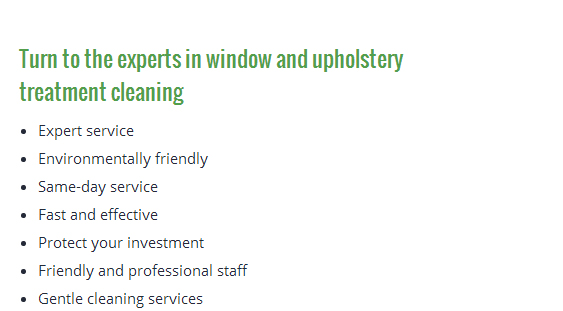 Turn to the experts in window and upholstery
treatment cleaning
Expert service
Environmentally friendly
Same-day service
Fast and effective
Protect your investment
Friendly and professional staff
Gentle cleaning services